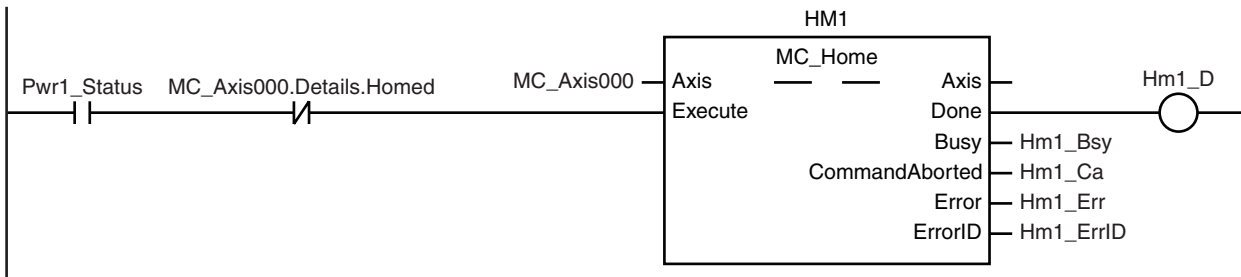 HM1
MC_Home
Pwr1_Status MC_Axis000.Details.Homed MC_Axis000 Axis Axis Hm1_D
Execute Done
Busy Hm1_Bsy
CommandAborted Hm1_Ca
Error Hm1_Err
ErrorID Hm1_ErrID